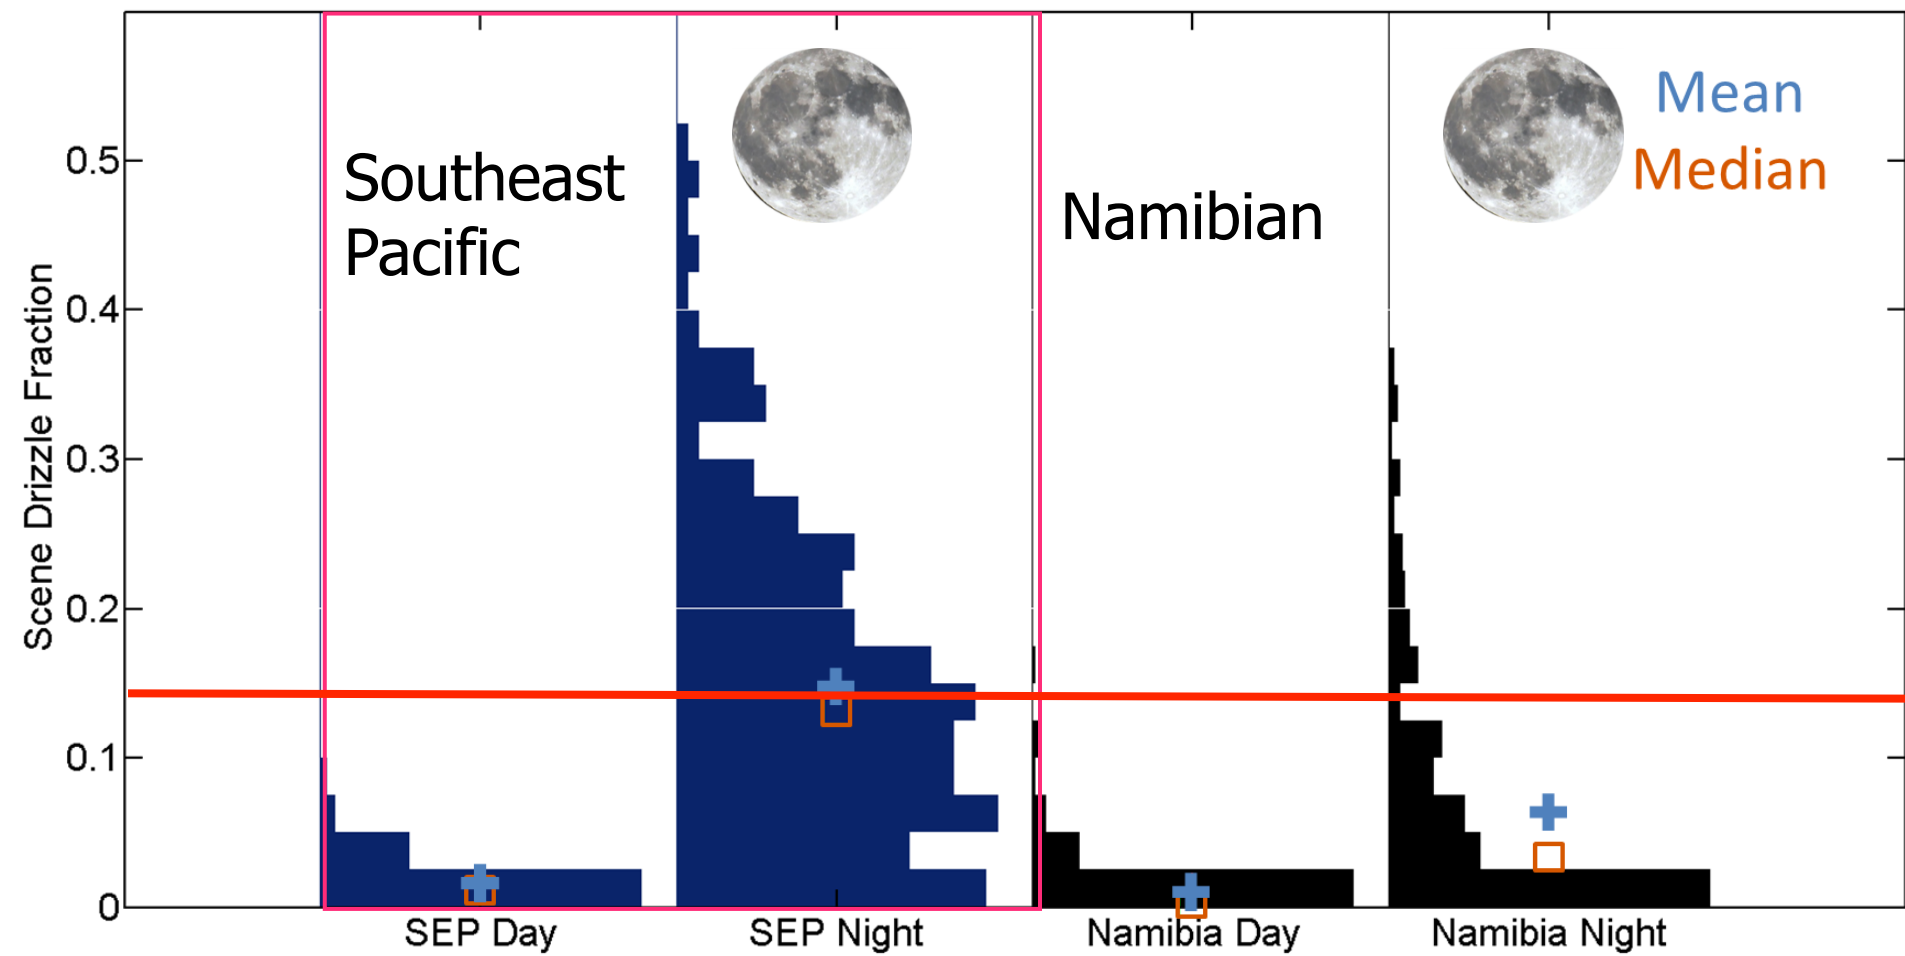 Mean
Median
Southeast
Pacific
Namibian
Scene Drizzle Fraction
0.5
0.4
0.3
0.2
0.1
0
SEP Day
SEP Night
Namibia Day
Namibia Night